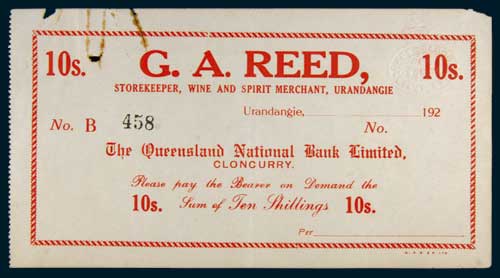 10s. G. A. REED, 10s.
STOREKEEPER, WINE AND SPIRIT MERCHANT, URANDANGIE
Urandangie, 192
No. B 458 No.
The Queensland National Bank Limited,
CLONCURRY.
Please pay the Bearer on Demand the
10s. Sum of Ten Shillings 10s.
Per